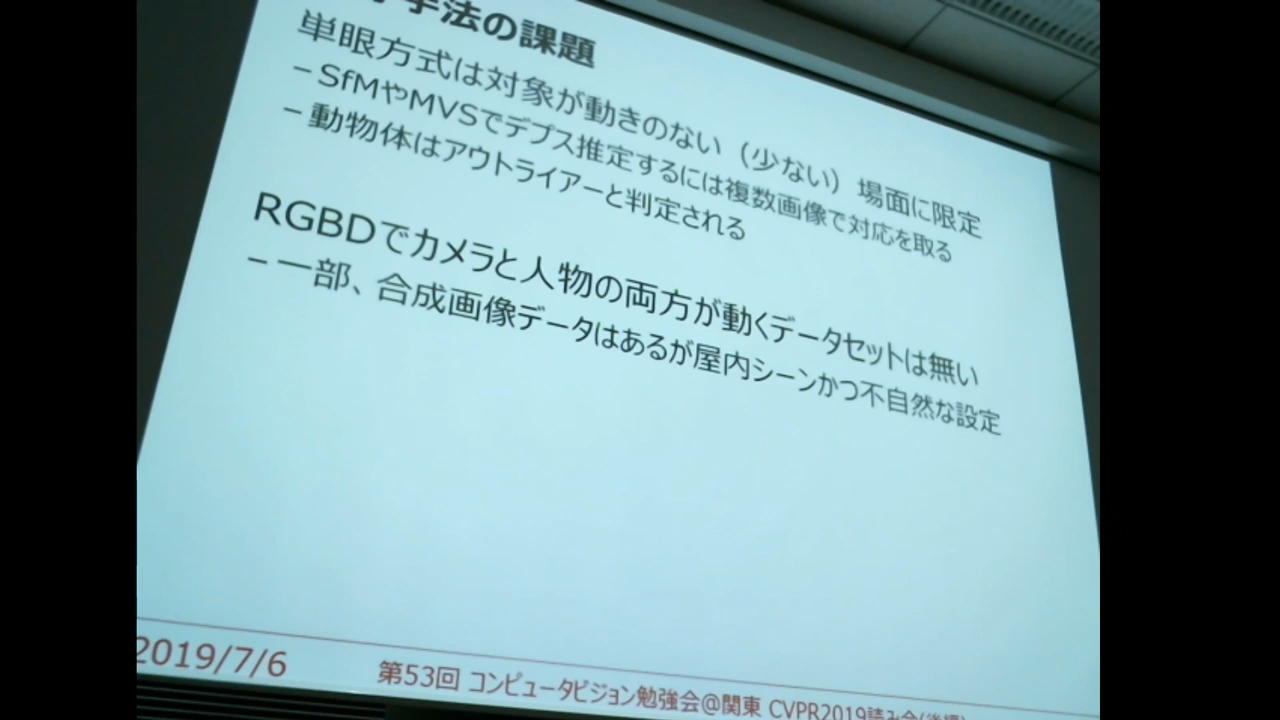 手法の課題
単眼方式は対象が動きのない（少ない）場面に限定
－SfMやMVSでデプス推定するには複数画像で対応を取る
－動物体はアウトライアーと判定される
RGBDでカメラと人物の両方が動くデータセットは無い
－一部、合成画像データはあるが屋内シーンかつ不自然な設定
2019/7/6
第53回 コンピュータビジョン勉強会@関東 CVPR2019読み会(後編)